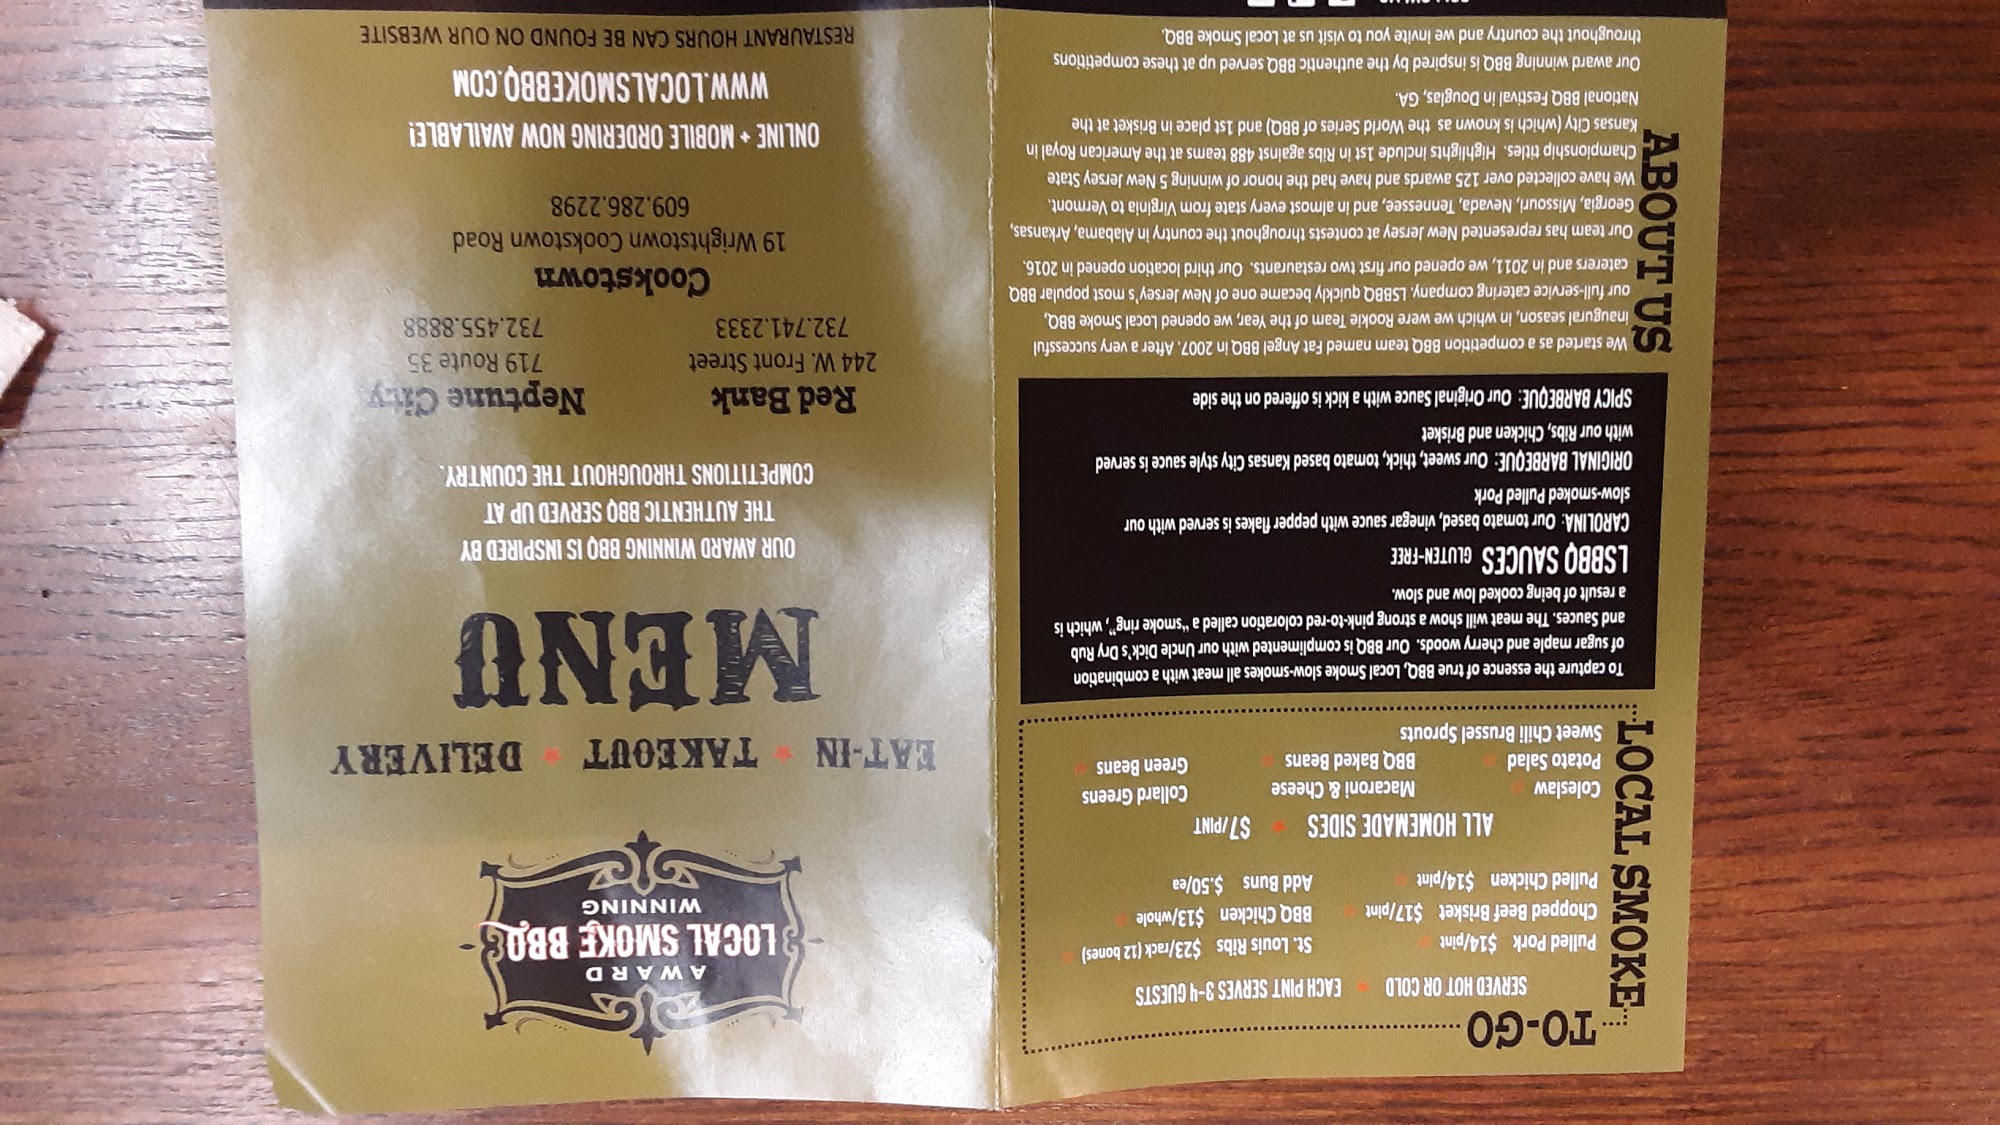 AWARD
LOCAL SMOKE BBQ
WINNING
EAT-IN TAKEOUT DELIVERY
MENU
OUR AWARD WINNING BBQ IS INSPIRED BY
THE AUTHENTIC BBQ SERVED UP AT
COMPETITIONS THROUGHOUT THE COUNTRY.
Red Bank
244 W. Front Street
732.741.2333
Neptune City
719 Route 35
732.455.8888
Cookstown
19 Wrightstown Cookstown Road
609.286.2298
ONLINE + MOBILE ORDERING NOW AVAILABLE!
WWW.LOCALSMOKEBBQ.COM
RESTAURANT HOURS CAN BE FOUND ON OUR WEBSITE
TO-GO
LOCAL SMOKE
SERVED HOT OR COLD EACH PINT SERVES 3-4 GUESTS
Pulled Pork $14/pint
Chopped Beef Brisket $17/pint
Pulled Chicken $14/pint
St. Louis Ribs $23/rack (12 bones)
BBQ Chicken $13/whole
Add Buns $.50/ea
ALL HOMEMADE SIDES $7/PINT
Coleslaw Macaroni & Cheese Collard Greens
Potato Salad BBQ Baked Beans Green Beans
Sweet Chili Brussel Sprouts
To capture the essence of true BBQ, Local Smoke slow-smokes all meat with a combination
of sugar maple and cherry woods. Our BBQ is complimented with our Uncle Dick's Dry Rub
and Sauces. The meat will show a strong pink-to-red coloration called a "smoke ring", which is
a result of being cooked low and slow.
LSBBQ SAUCES GLUTEN-FREE
CAROLINA: Our tomato based, vinegar sauce with pepper flakes is served with our
slow-smoked Pulled Pork
ORIGINAL BARBEQUE: Our sweet, thick, tomato based Kansas City style sauce is served
with our Ribs, Chicken and Brisket
SPICY BARBEQUE: Our Original Sauce with a kick is offered on the side
ABOUT US
We started as a competition BBQ team named Fat Angel BBQ in 2007. After a very successful
inaugural season, in which we were Rookie Team of the Year, we opened Local Smoke BBQ,
our full-service catering company. LSBBQ quickly became one of New Jersey's most popular BBQ
caterers and in 2011, we opened our first two restaurants. Our third location opened in 2016.
Our team has represented New Jersey at contests throughout the country in Alabama, Arkansas,
Georgia, Missouri, Nevada, Tennessee, and in almost every state from Virginia to Vermont.
We have collected over 125 awards and have had the honor of winning 5 New Jersey State
Championship titles. Highlights include 1st in Ribs against 488 teams at the American Royal in
Kansas City (which is known as the World Series of BBQ) and 1st place in Brisket at the
National BBQ Festival in Douglas, GA.
Our award winning BBQ is inspired by the authentic BBQ served up at these competitions
throughout the country and we invite you to visit us at Local Smoke BBQ.